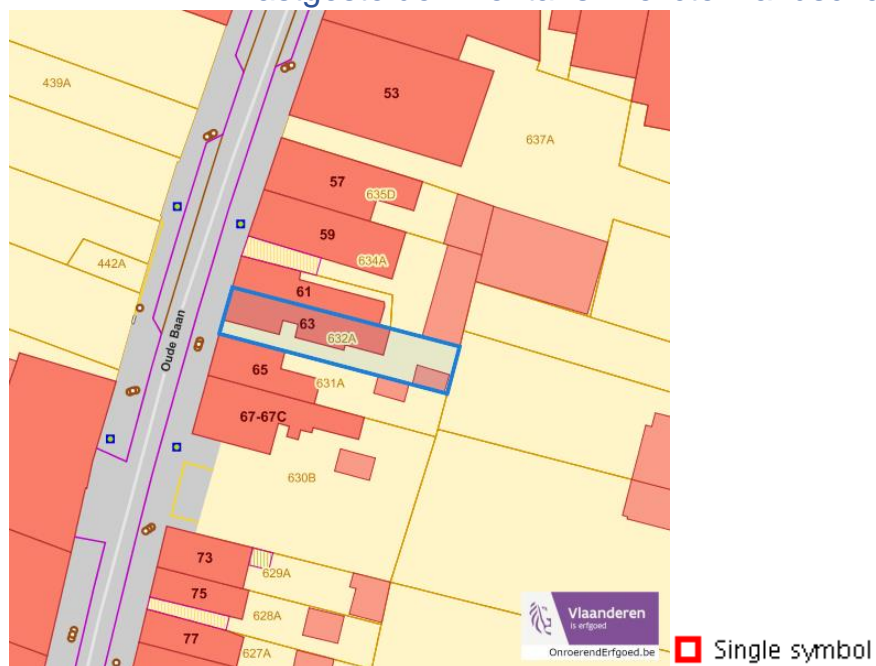 439A
53
637A
57
635D
59
634A
442A
61
63
632A
Oude Baan
65
631A
67-67C
630B
73
629A
75
628A
77
627A
Vlaanderen
is erfgoed
OnroerendErfgoed.be
Single symbol